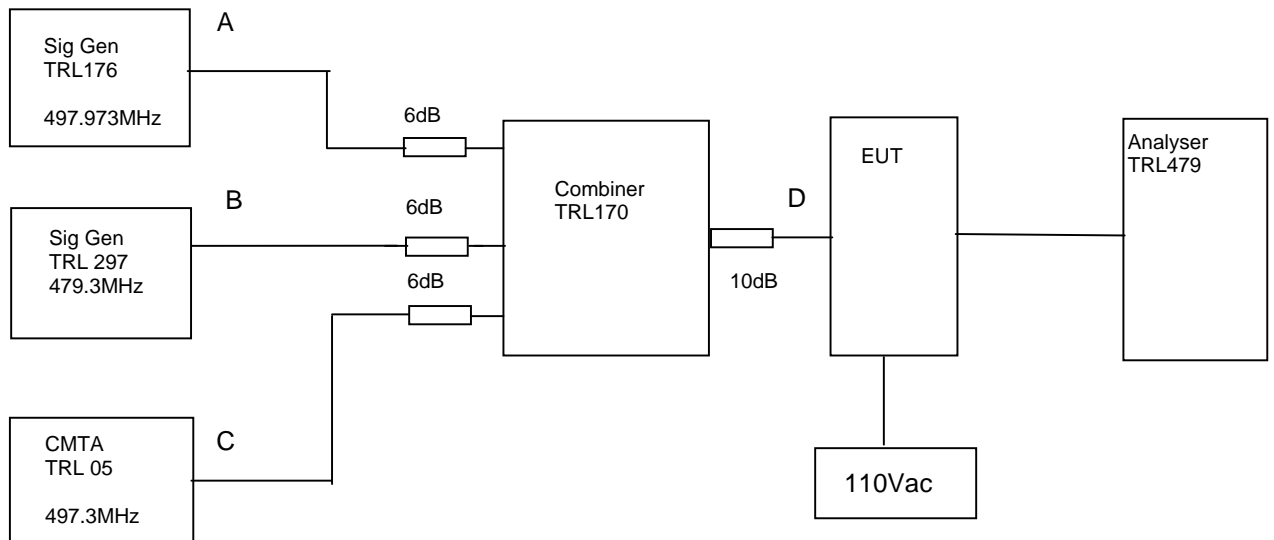 A
Sig Gen
TRL176
497.973MHz
6dB
B
Sig Gen
TRL 297
479.3MHz
6dB
6dB
Combiner
TRL170
D
10dB
EUT
Analyser
TRL479
C
CMTA
TRL 05
497.3MHz
110Vac